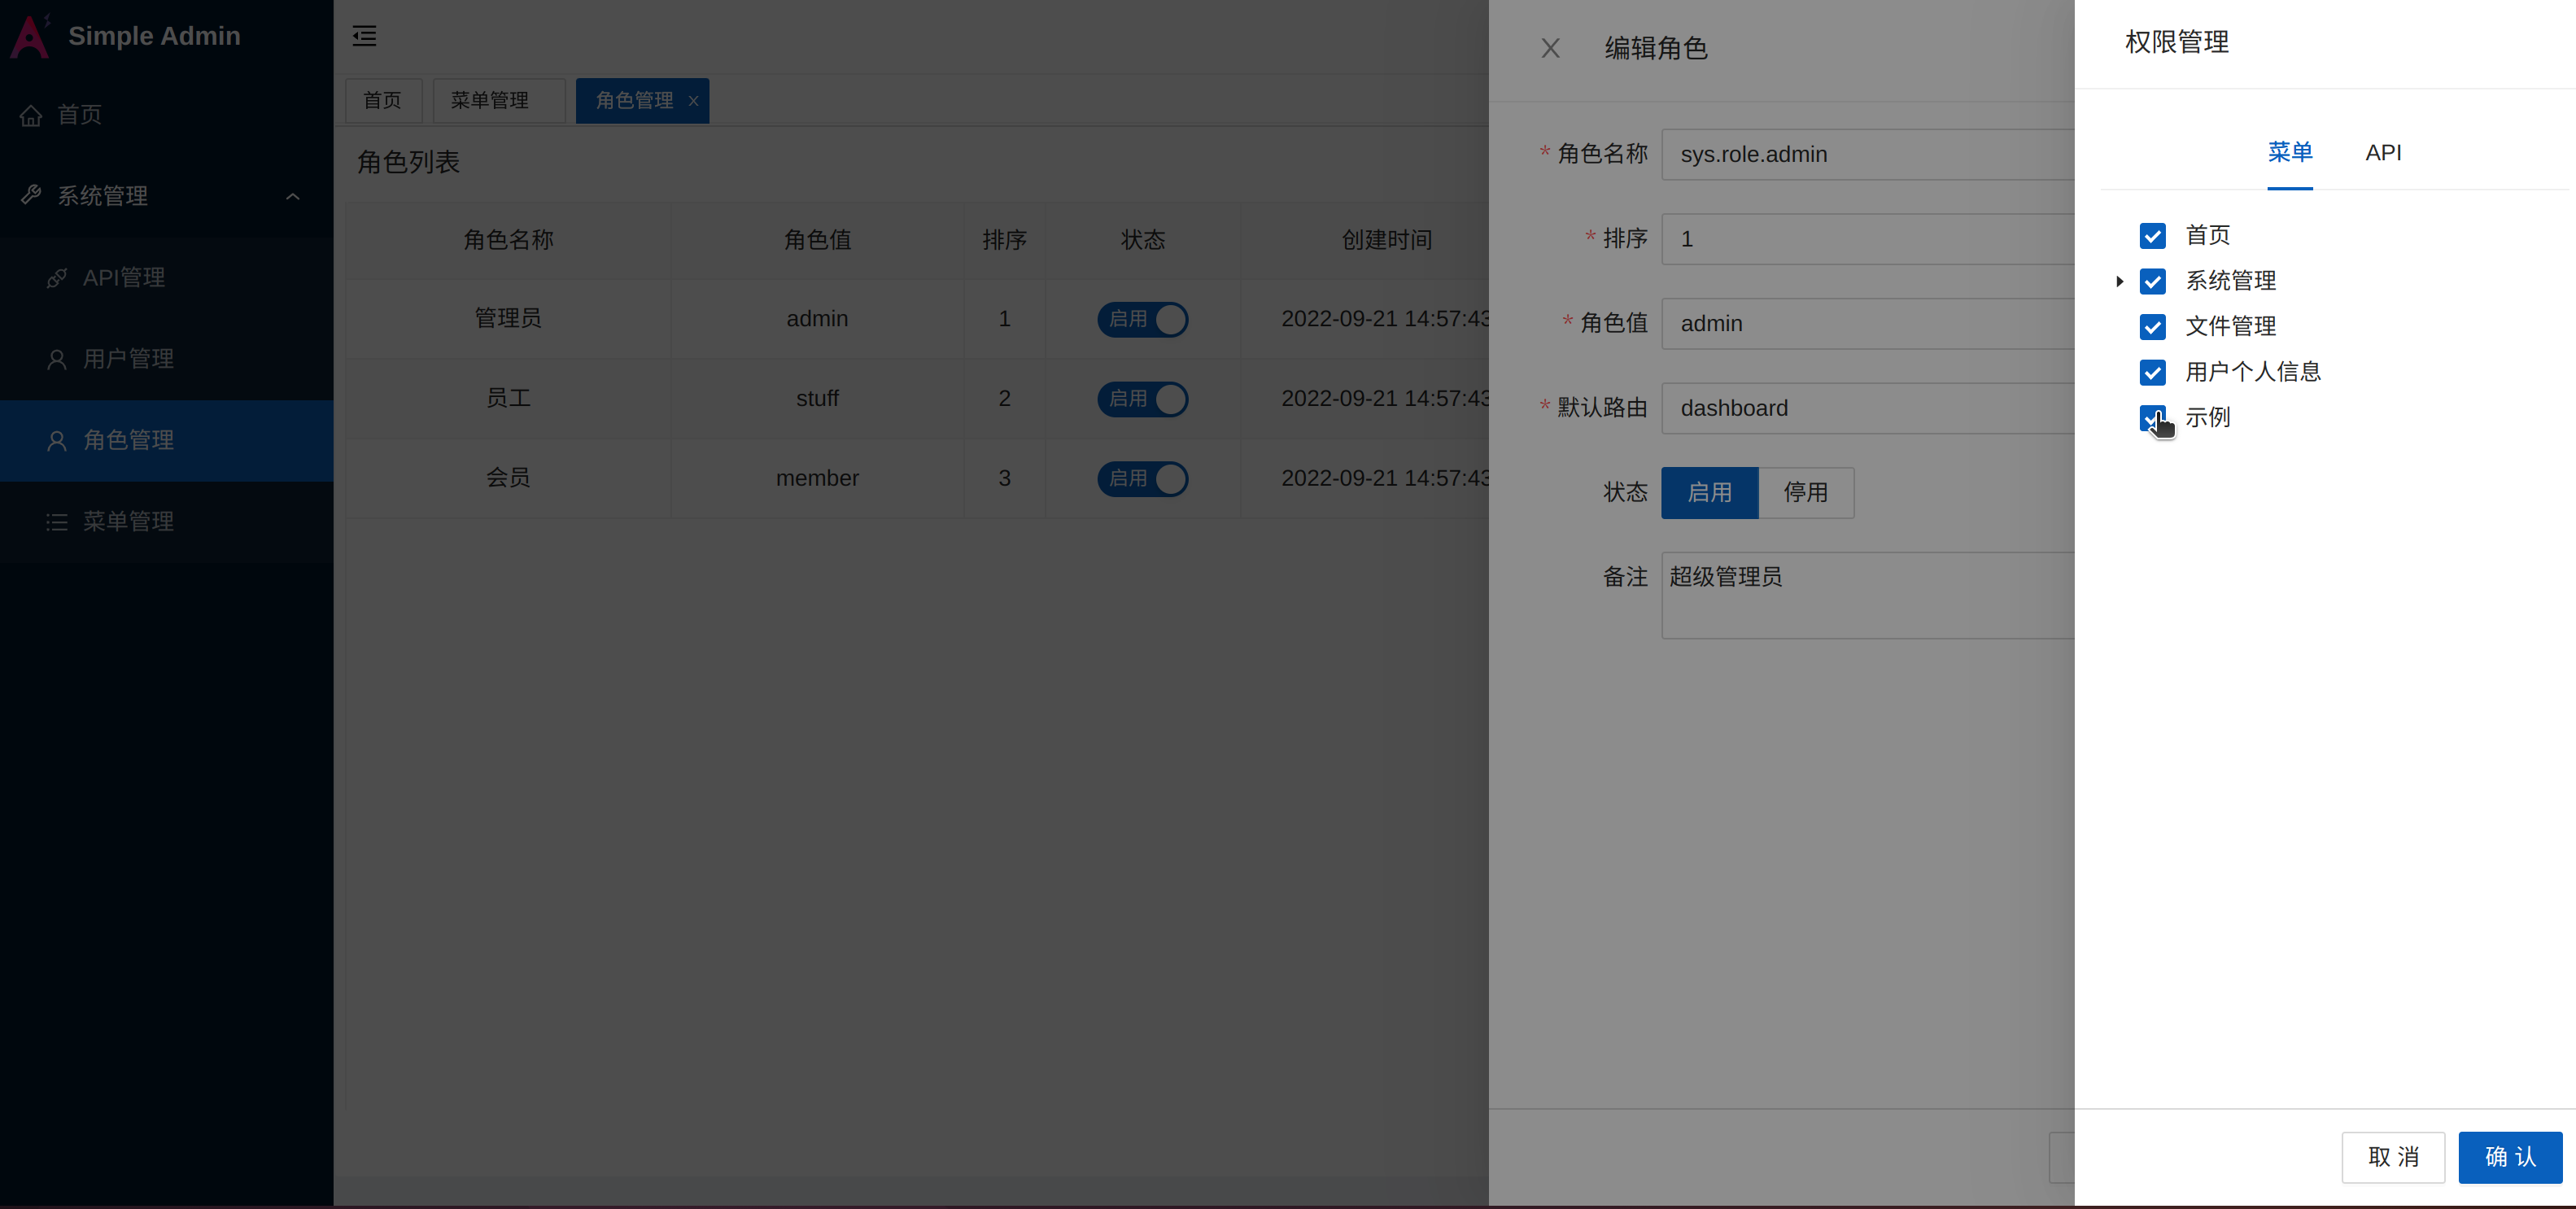 Simple Admin
首页
系统管理
API管理
用户管理
角色管理
菜单管理
首页 菜单管理 角色管理
角色列表
角色名称 角色值 排序 状态 创建时间
管理员 admin 1 启用 2022-09-21 14:57:43
员工 stuff 2 启用 2022-09-21 14:57:43
会员 member 3 启用 2022-09-21 14:57:43
编辑角色
* 角色名称 sys.role.admin
* 排序 1
* 角色值 admin
* 默认路由 dashboard
状态 启用 停用
备注 超级管理员
权限管理
菜单 API
首页
系统管理
文件管理
用户个人信息
示例
取 消 确 认